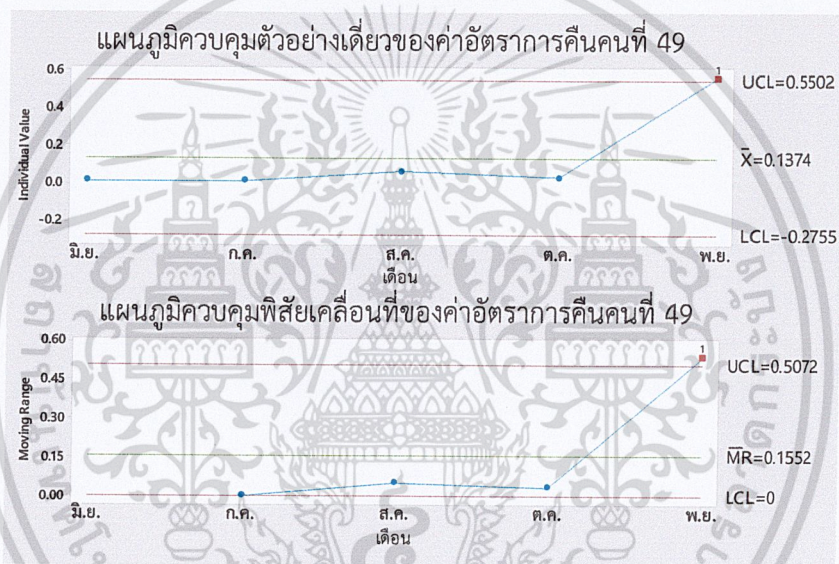 แผนภูมิควบคุมตัวอย่างเดี่ยวของค่าอัตราการคืนคนที่ 49
0.6
0.4
0.2
0.0
-0.2
Individual Value
1
UCL=0.5502
X̄=0.1374
LCL=-0.2755
มิ.ย. ก.ค. ส.ค. ต.ค. พ.ย.
เดือน
แผนภูมิควบคุมพิสัยเคลื่อนที่ของค่าอัตราการคืนคนที่ 49
0.60
0.45
0.30
0.15
0.00
Moving Range
1
UCL=0.5072
M̄R̄=0.1552
LCL=0
มิ.ย. ก.ค. ส.ค. ต.ค. พ.ย.
เดือน